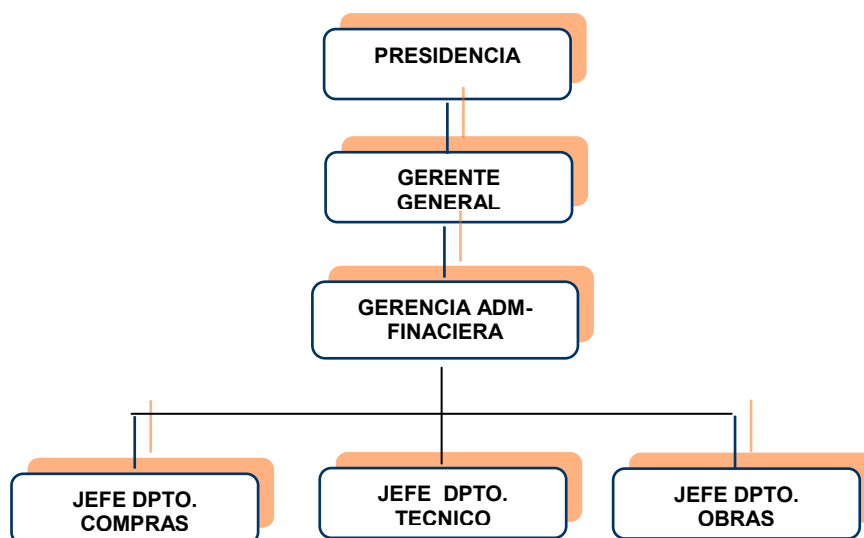 PRESIDENCIA
GERENTE
GENERAL
GERENCIA ADM-
FINACIERA
JEFE DPTO.
COMPRAS
JEFE DPTO.
TECNICO
JEFE DPTO.
OBRAS